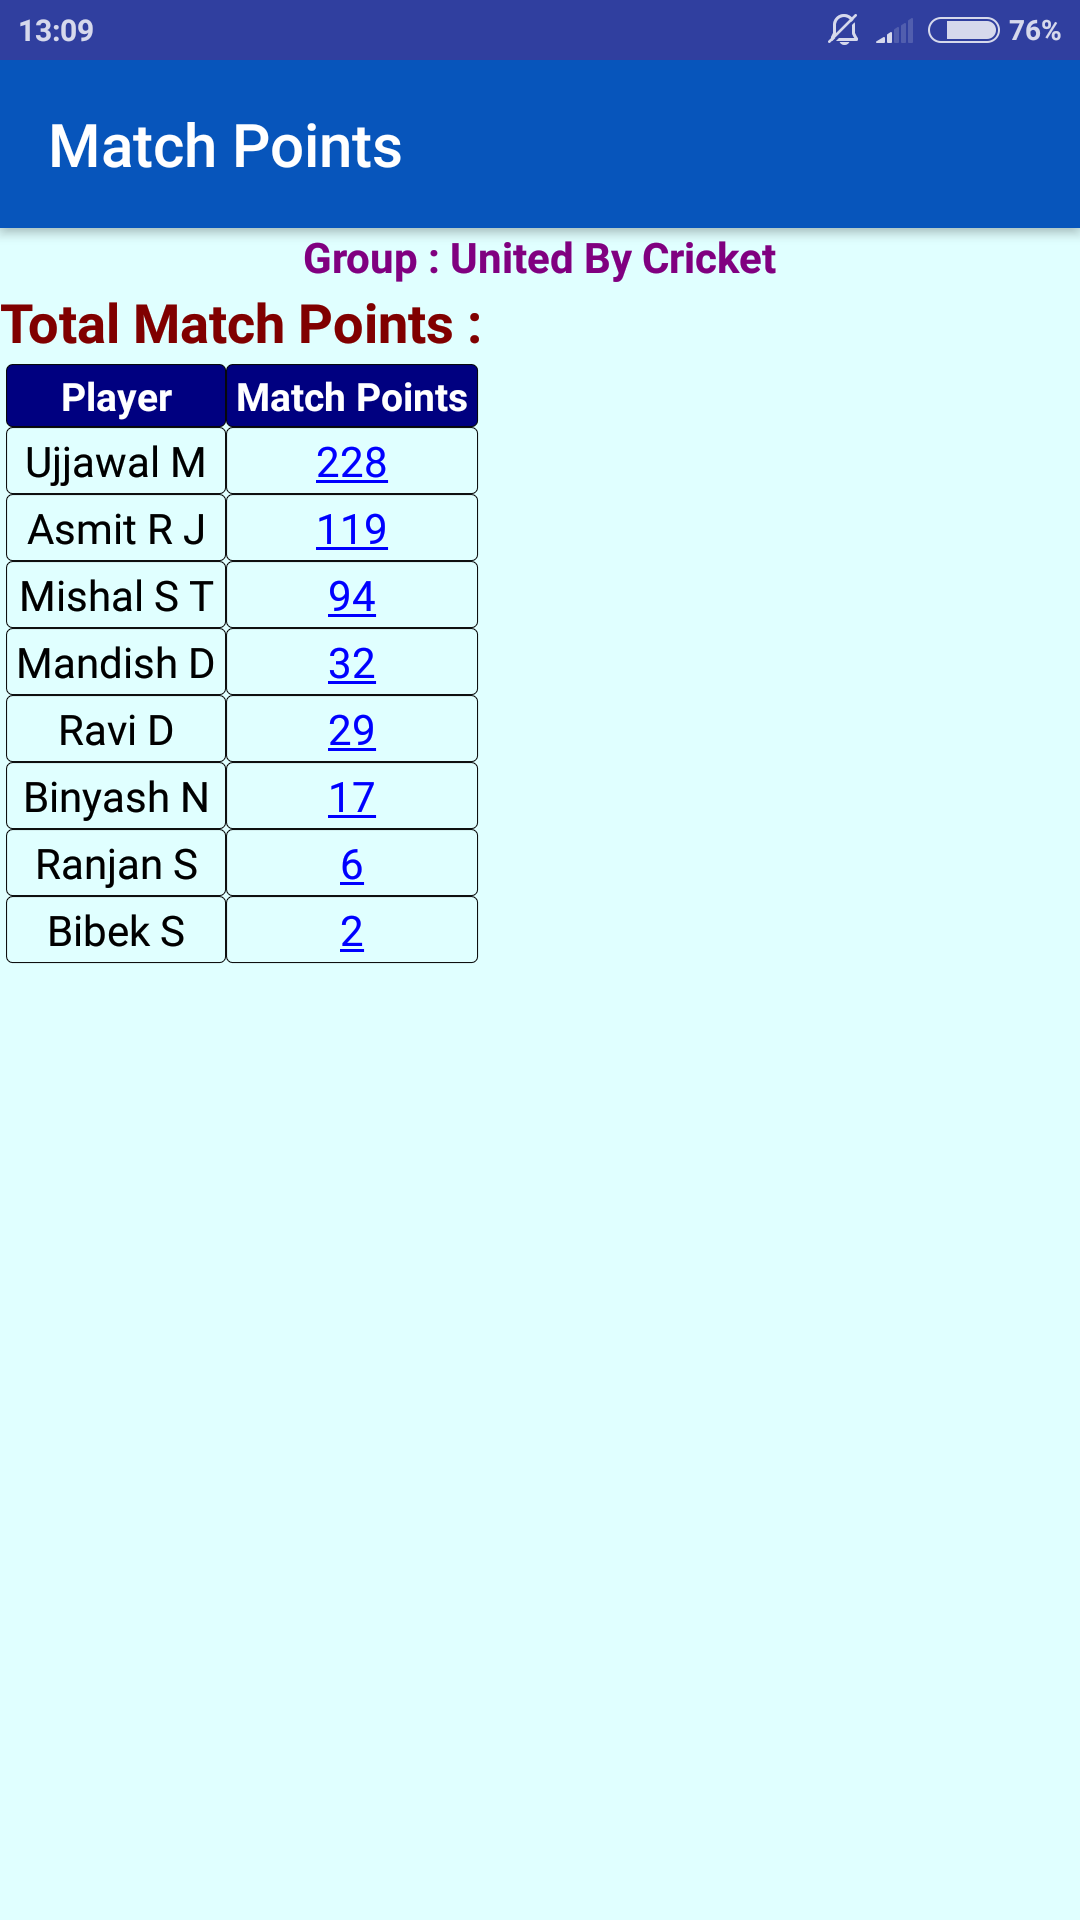 13:09 76%
Match Points
Group : United By Cricket
Total Match Points :
Player Match Points
Ujjawal M 228
Asmit R J 119
Mishal S T 94
Mandish D 32
Ravi D 29
Binyash N 17
Ranjan S 6
Bibek S 2